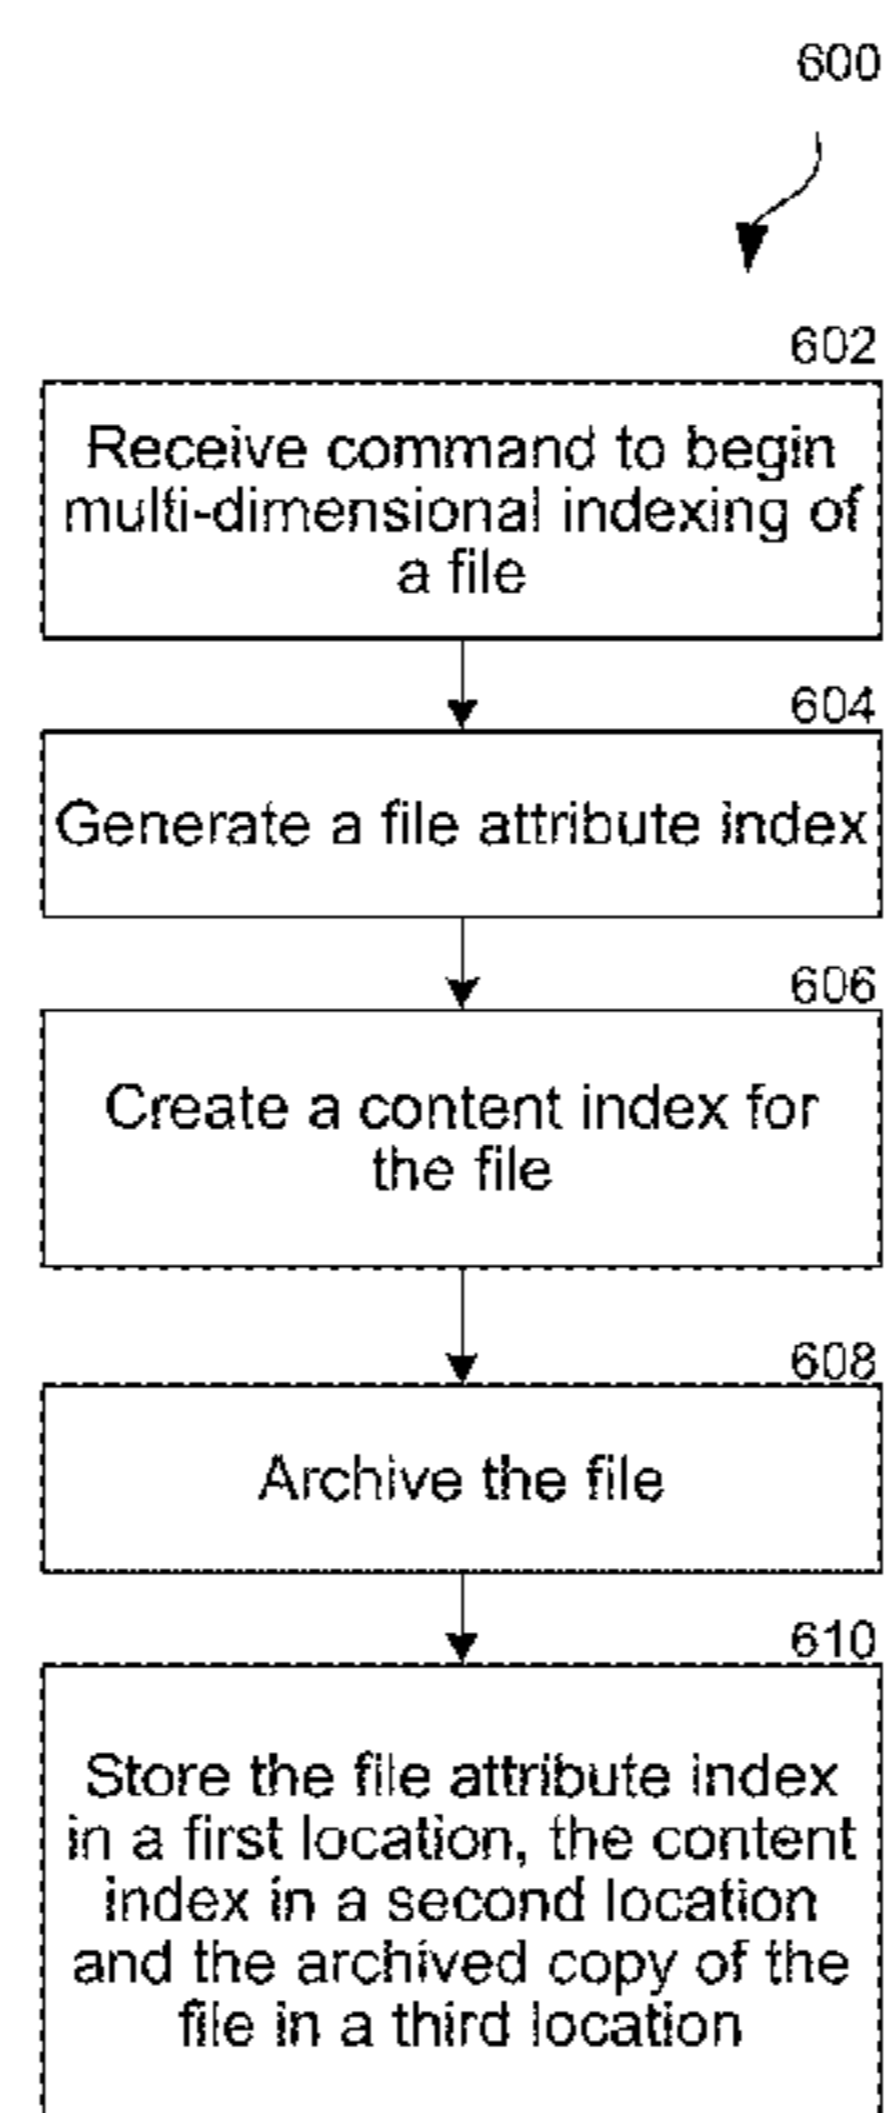 600
602
Receive command to begin
multi-dimensional indexing of
a file
604
Generate a file attribute index
606
Create a content index for
the file
608
Archive the file
610
Store the file attribute index
in a first location, the content
index in a second location
and the archived copy of the
file in a third location